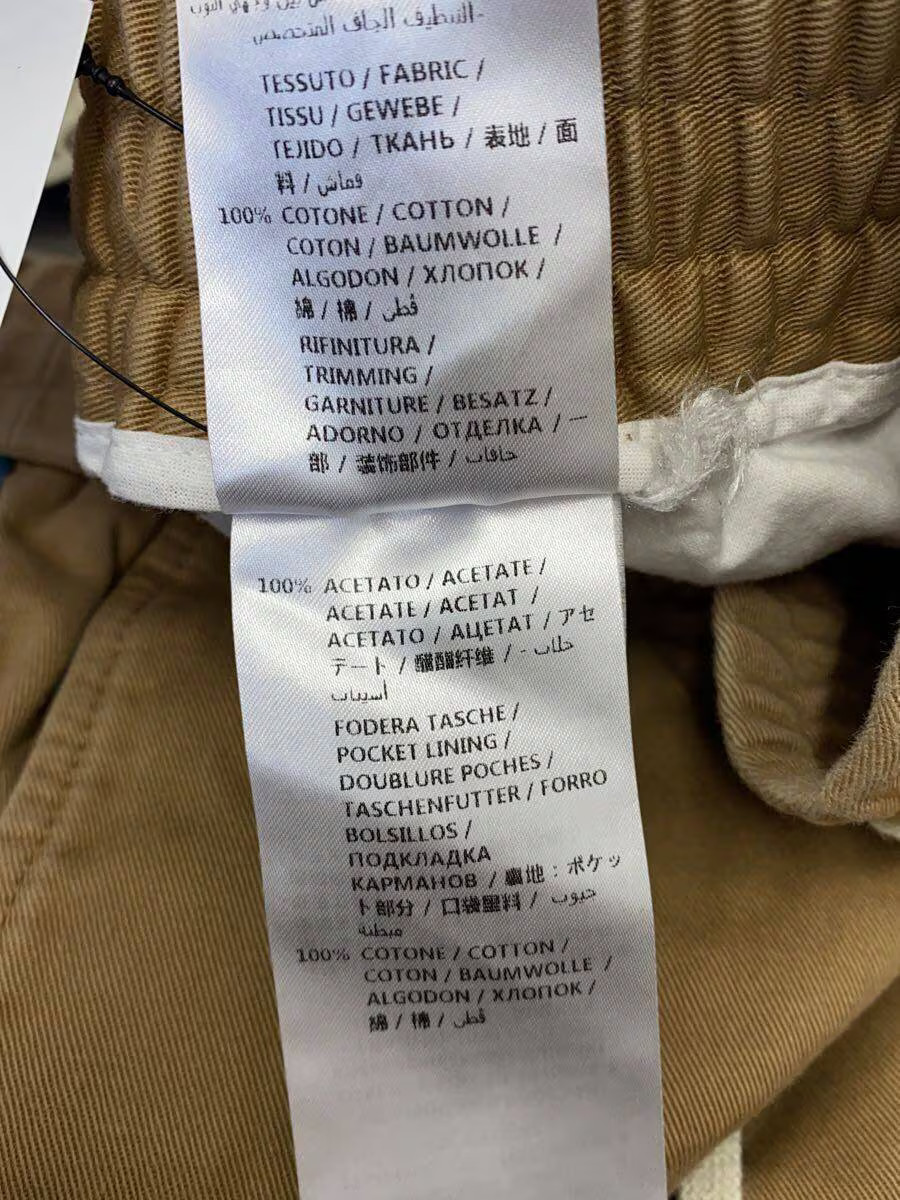 التنظيف الجاف المتخصص.
TESSUTO / FABRIC /
TISSU / GEWEBE /
TEJIDO / ТКАНЬ / 表地 / 面
料 / قماش
100% COTONE / COTTON /
COTON / BAUMWOLLE /
ALGODON / ХЛОПОК /
綿 / 棉 / قطن
RIFINITURA /
TRIMMING /
GARNITURE / BESATZ /
ADORNO / ОТДЕЛКА / 一
部 / 装饰部件 / حافات
100% ACETATO / ACETATE /
ACETATE / ACETAT /
ACETATO / АЦЕТАТ / アセ
テート / 醋酯纤维 /
FODERA TASCHE /
POCKET LINING /
DOUBLURE POCHES /
TASCHENFUTTER / FORRO
BOLSILLOS /
ПОДКЛАДКА
КАРМАНОВ / 裏地：ポケッ
ト部分 / 口袋里料 / جيوب
مبطنة
100% COTONE / COTTON /
COTON / BAUMWOLLE /
ALGODON / ХЛОПОК /
綿 / 棉 / قطن